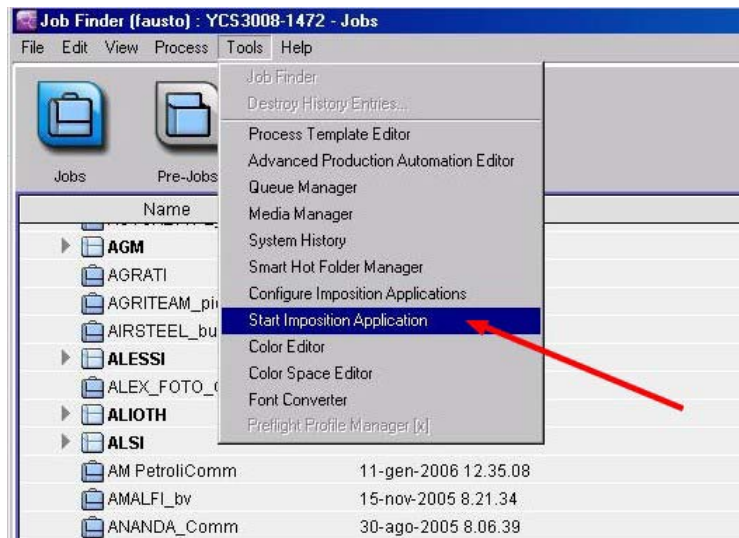 Job Finder (fausto) : YCS3008-1472 - Jobs
File Edit View Process Tools Help
Jobs
Pre-Jobs
Job Finder
Destroy History Entries...
Process Template Editor
Advanced Production Automation Editor
Queue Manager
Media Manager
System History
Smart Hot Folder Manager
Configure Imposition Applications
Start Imposition Application
Color Editor
Color Space Editor
Font Converter
Preflight Profile Manager [x]
Name
AGM
AGRATI
AGRITEAM_pi
AIRSTEEL_bu
ALESSI
ALEX_FOTO_
ALIOTH
ALSI
AM PetroliComm 11-gen-2006 12.35.08
AMALFI_bv 15-nov-2005 8.21.34
ANANDA_Comm 30-ago-2005 8.06.39